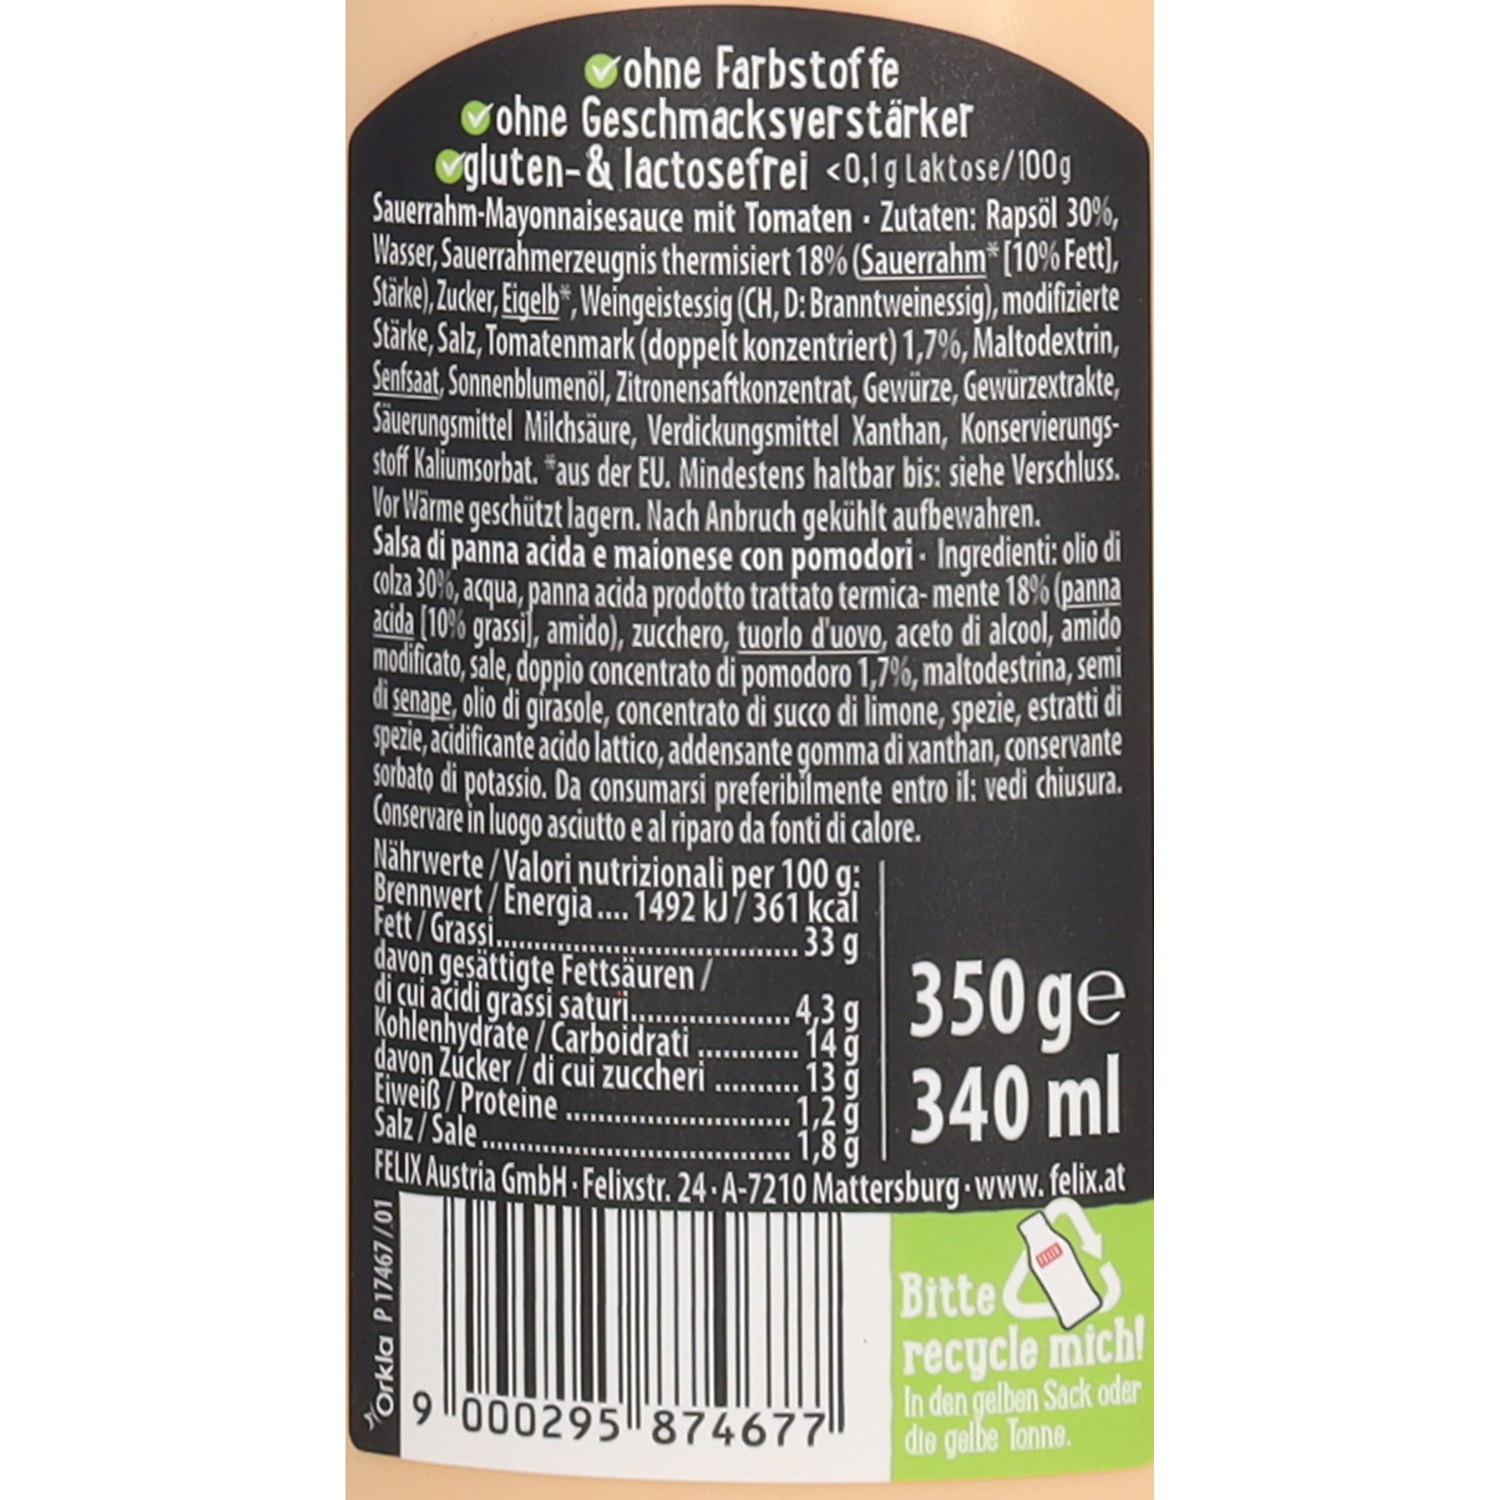 ohne Farbstoffe
ohne Geschmacksverstärker
gluten- & lactosefrei <0,1 g Laktose/100g
Sauerrahm-Mayonnaisesauce mit Tomaten · Zutaten: Rapsöl 30%,
Wasser, Sauerrahmerzeugnis thermisiert 18% (Sauerrahm* [10% Fett],
Stärke), Zucker, Eigelb*, Weingeistessig (CH, D: Branntweinessig), modifizierte
Stärke, Salz, Tomatenmark (doppelt konzentriert) 1,7%, Maltodextrin,
Senfsaat, Sonnenblumenöl, Zitronensaftkonzentrat, Gewürze, Gewürzextrakte,
Säuerungsmittel Milchsäure, Verdickungsmittel Xanthan, Konservierungs-
stoff Kaliumsorbat. *aus der EU. Mindestens haltbar bis: siehe Verschluss.
Vor Wärme geschützt lagern. Nach Anbruch gekühlt aufbewahren.
Salsa di panna acida e maionese con pomodori · Ingredienti: olio di
colza 30%, acqua, panna acida prodotto trattato termica- mente 18% (panna
acida [10% grassi], amido), zucchero, tuorlo d'uovo, aceto di alcool, amido
modificato, sale, doppio concentrato di pomodoro 1,7%, maltodestrina, semi
di senape, olio di girasole, concentrato di succo di limone, spezie, estratti di
spezie, acidificante acido lattico, addensante gomma di xanthan, conservante
sorbato di potassio. Da consumarsi preferibilmente entro il: vedi chiusura.
Conservare in luogo asciutto e al riparo da fonti di calore.
Nährwerte / Valori nutrizionali per 100 g:
Brennwert / Energia .... 1492 kJ / 361 kcal
Fett / Grassi.................................... 33 g
davon gesättigte Fettsäuren /
di cui acidi grassi saturi................... 4,3 g
Kohlenhydrate / Carboidrati ............ 14 g
davon Zucker / di cui zuccheri .......... 13 g
Eiweiß / Proteine ........................... 1,2 g
Salz / Sale..................................... 1,8 g
350 g e
340 ml
FELIX Austria GmbH · Felixstr. 24 · A-7210 Mattersburg · www. felix.at
Orkla P 17467 / 01
9 000295 874677
Bitte
recycle mich!
In den gelben Sack oder
die gelbe Tonne.